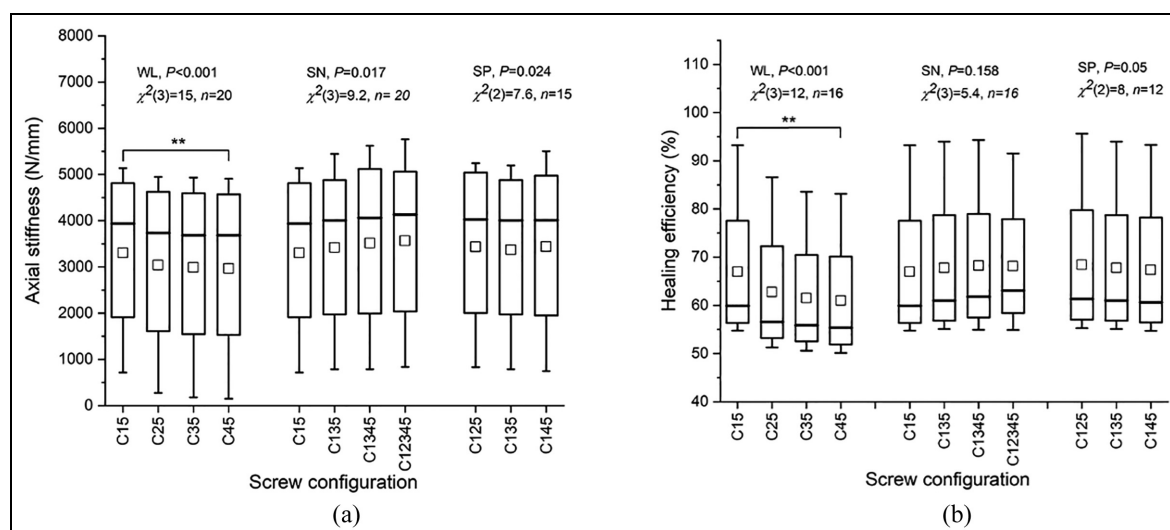 8000
7000
6000
5000
4000
3000
2000
1000
0
Axial stiffness (N/mm)
WL, P<0.001
χ²(3)=15, n=20
SN, P=0.017
χ²(3)=9.2, n= 20
SP, P=0.024
χ²(2)=7.6, n=15
**
C15
C25
C35
C45
C15
C135
C1345
C12345
C125
C135
C145
Screw configuration
(a)
110
100
90
80
70
60
50
40
Healing efficiency (%)
WL, P<0.001
χ²(3)=12, n=16
SN, P=0.158
χ²(3)=5.4, n=16
SP, P=0.05
χ²(2)=8, n=12
**
C15
C25
C35
C45
C15
C135
C1345
C12345
C125
C135
C145
Screw configuration
(b)